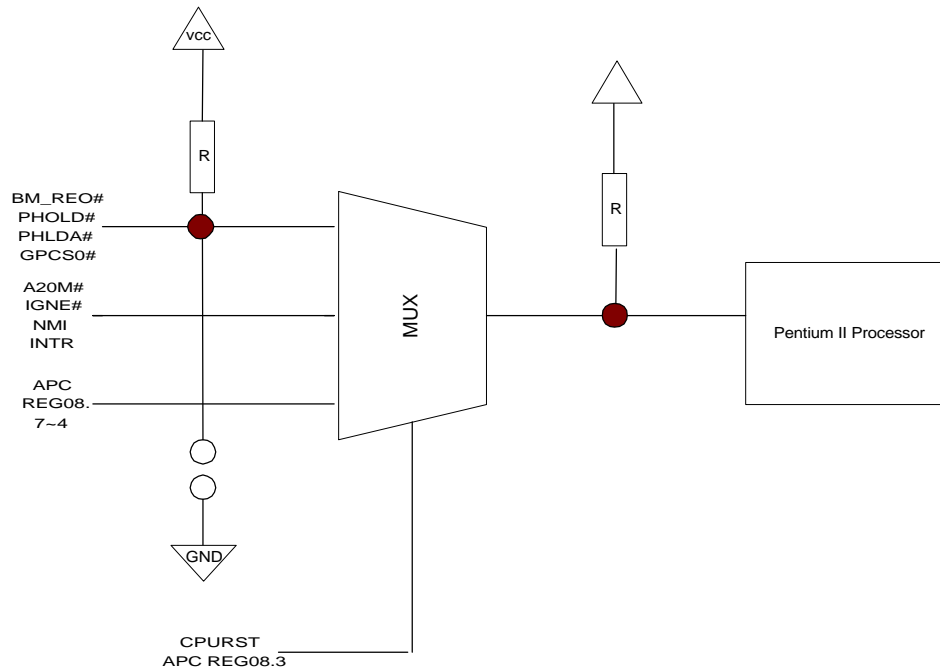 vcc
R
R
BM_REO#
PHOLD#
PHLDA#
GPCS0#
A20M#
IGNE#
NMI
INTR
APC
REG08.
7~4
MUX
Pentium II Processor
GND
CPURST
APC REG08.3